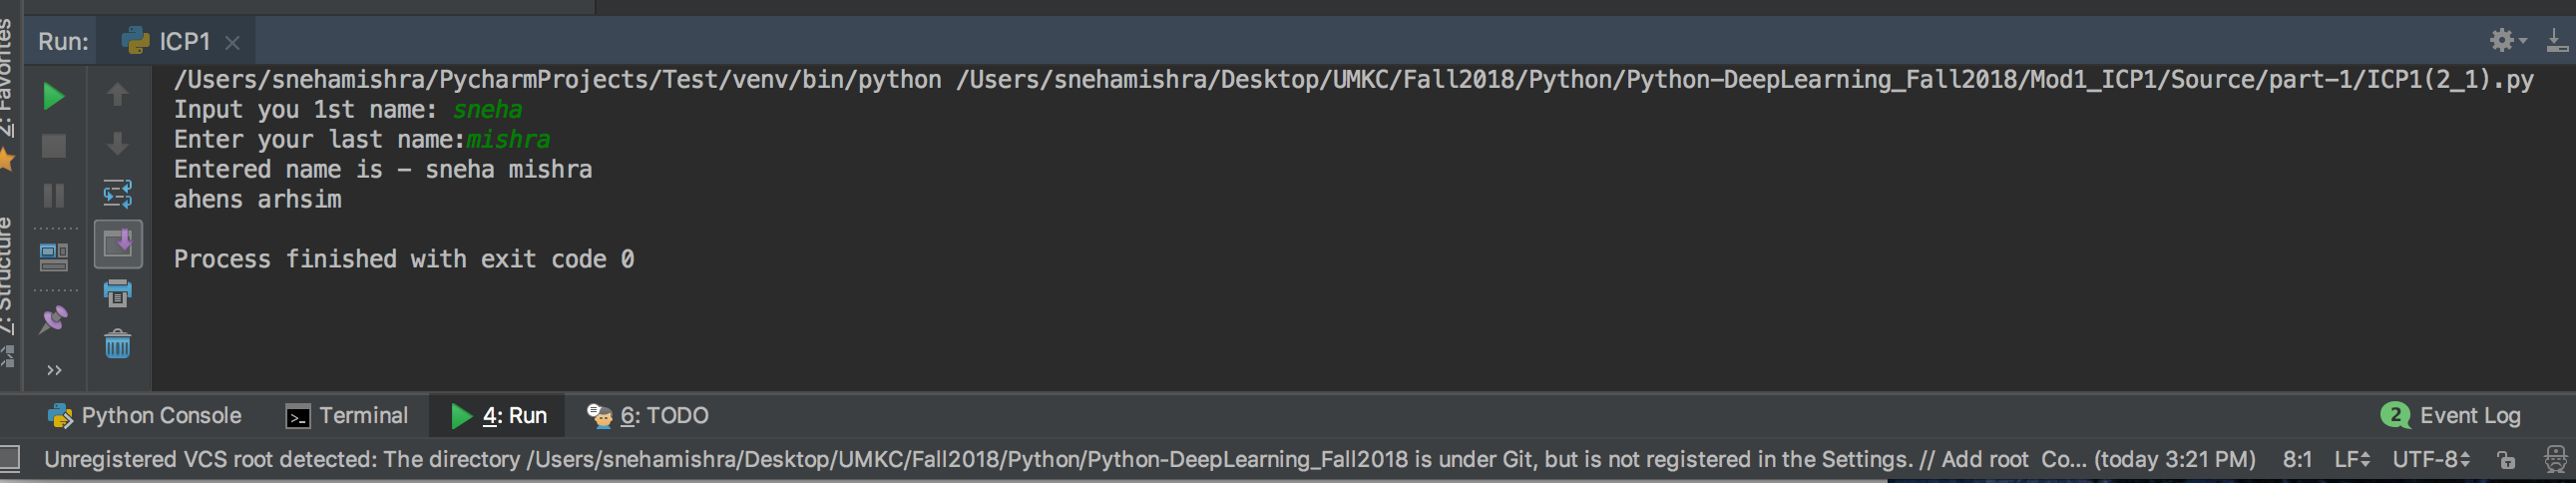 2: Favorites
7: Structure
Run: ICP1
/Users/snehamishra/PycharmProjects/Test/venv/bin/python /Users/snehamishra/Desktop/UMKC/Fall2018/Python/Python-DeepLearning_Fall2018/Mod1_ICP1/Source/part-1/ICP1(2_1).py
Input you 1st name: sneha
Enter your last name:mishra
Entered name is - sneha mishra
ahens arhsim
Process finished with exit code 0
Python Console Terminal 4: Run 6: TODO 2 Event Log
Unregistered VCS root detected: The directory /Users/snehamishra/Desktop/UMKC/Fall2018/Python/Python-DeepLearning_Fall2018 is under Git, but is not registered in the Settings. // Add root Co... (today 3:21 PM) 8:1 LF UTF-8